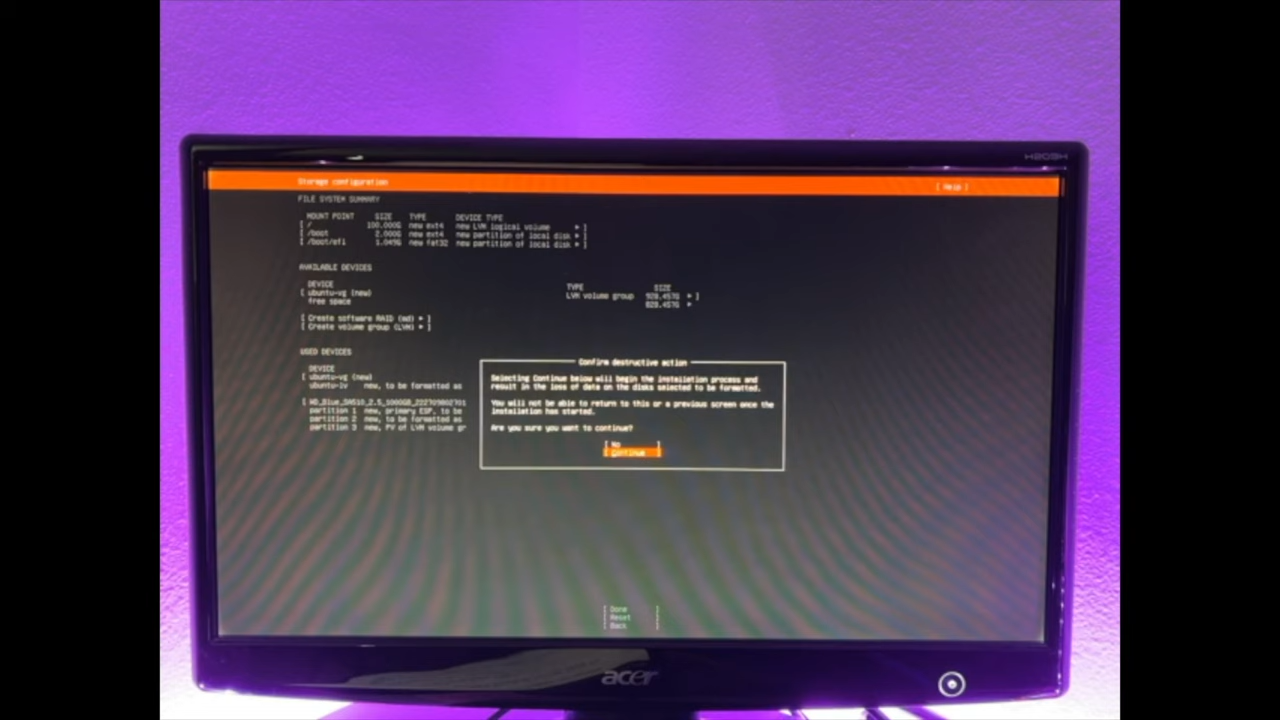 H203H
Storage configuration [ Help ]
FILE SYSTEM SUMMARY
MOUNT POINT SIZE TYPE DEVICE TYPE
[ / 100.000G new ext4 new LVM logical volume ▸ ]
[ /boot 2.000G new ext4 new partition of local disk ▸ ]
[ /boot/efi 1.049G new fat32 new partition of local disk ▸ ]
AVAILABLE DEVICES
DEVICE TYPE SIZE
[ ubuntu-vg (new) LVM volume group 928.457G ▸ ]
free space 828.457G ▸
[ Create software RAID (md) ▸ ]
[ Create volume group (LVM) ▸ ]
USED DEVICES
DEVICE
[ ubuntu-vg (new)
ubuntu-lv new, to be formatted as
[ WD_Blue_SA510_2.5_1000GB
partition 1 new, primary ESP, to be
partition 2 new, to be formatted as
partition 3 new, PV of LVM volume gr
Confirm destructive action
Selecting Continue below will begin the installation process and
result in the loss of data on the disks selected to be formatted.
You will not be able to return to this or a previous screen once the
installation has started.
Are you sure you want to continue?
[ No ]
[ Continue ]
[ Done ]
[ Reset ]
[ Back ]
acer